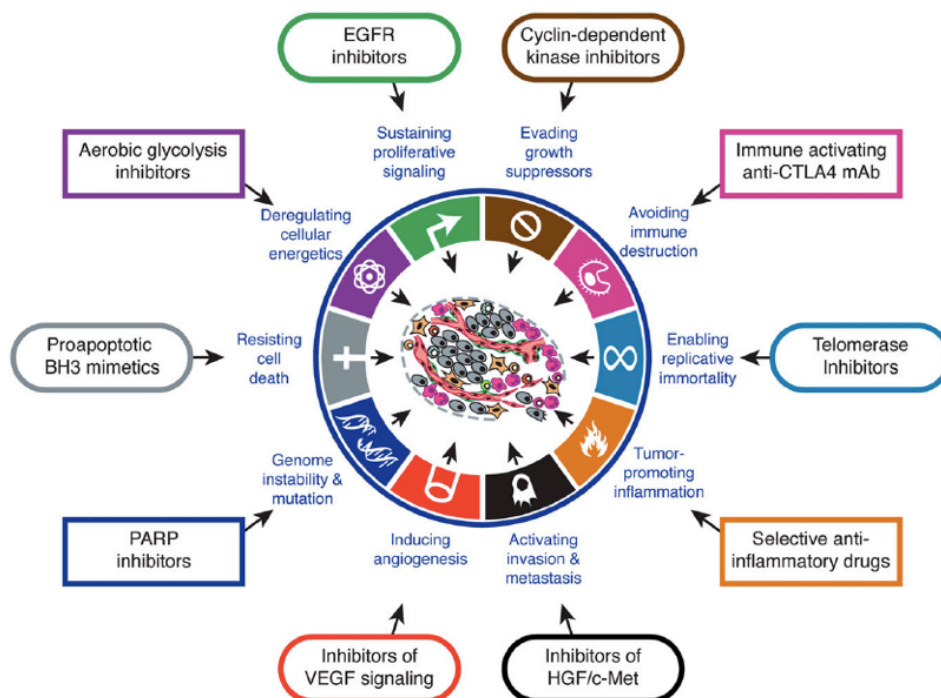 EGFR
inhibitors
Cyclin-dependent
kinase inhibitors
Sustaining
proliferative
signaling
Evading
growth
suppressors
Aerobic glycolysis
inhibitors
Immune activating
anti-CTLA4 mAb
Deregulating
cellular
energetics
Avoiding
immune
destruction
Proapoptotic
BH3 mimetics
Resisting
cell
death
Enabling
replicative
immortality
Telomerase
Inhibitors
Genome
instability &
mutation
Tumor-
promoting
inflammation
PARP
inhibitors
Inducing
angiogenesis
Activating
invasion &
metastasis
Selective anti-
inflammatory drugs
Inhibitors of
VEGF signaling
Inhibitors of
HGF/c-Met